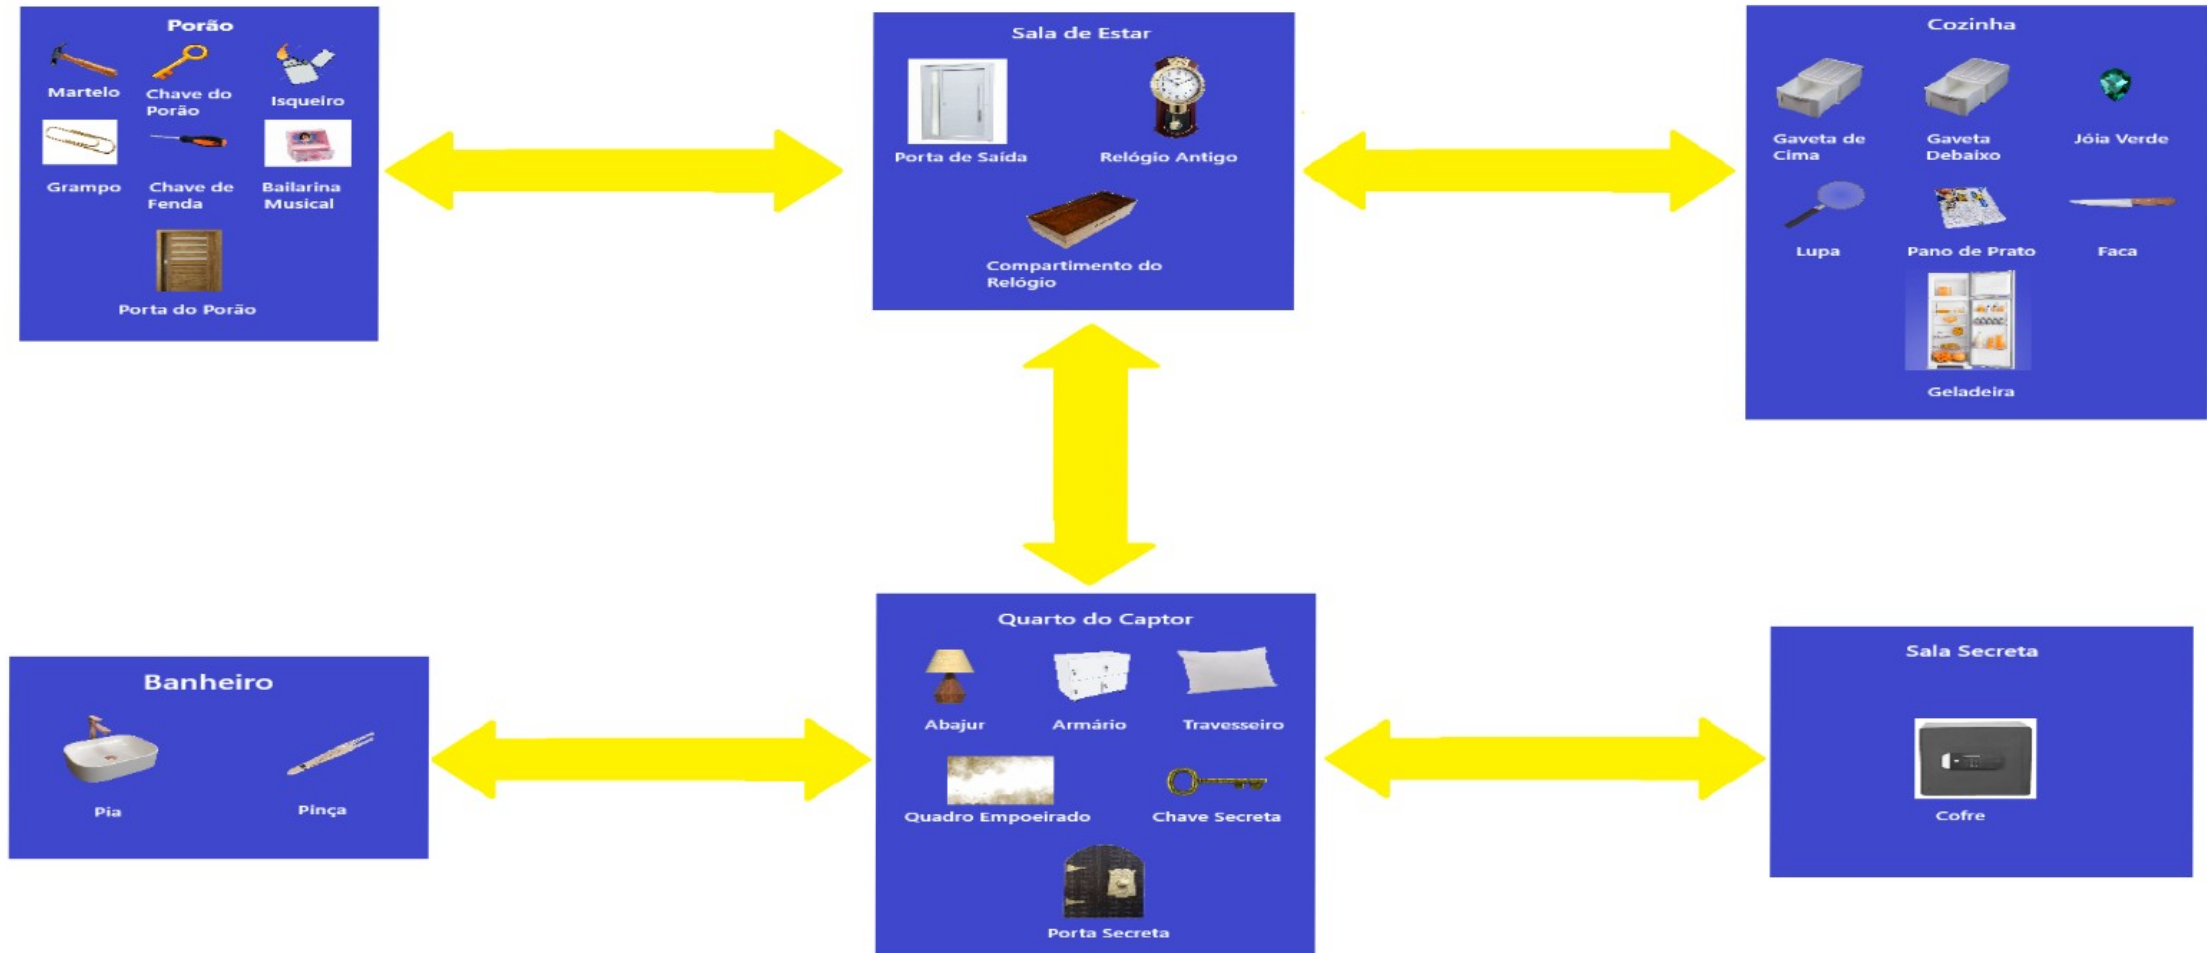 Porão
Martelo
Chave do
Porão
Isqueiro
Grampo
Chave de
Fenda
Bailarina
Musical
Porta do Porão
Sala de Estar
Porta de Saída
Relógio Antigo
Compartimento do
Relógio
Cozinha
Gaveta de
Cima
Gaveta
Debaixo
Jóia Verde
Lupa
Pano de Prato
Faca
Geladeira
Banheiro
Pia
Pinça
Quarto do Captor
Abajur
Armário
Travesseiro
Quadro Empoeirado
Chave Secreta
Porta Secreta
Sala Secreta
Cofre